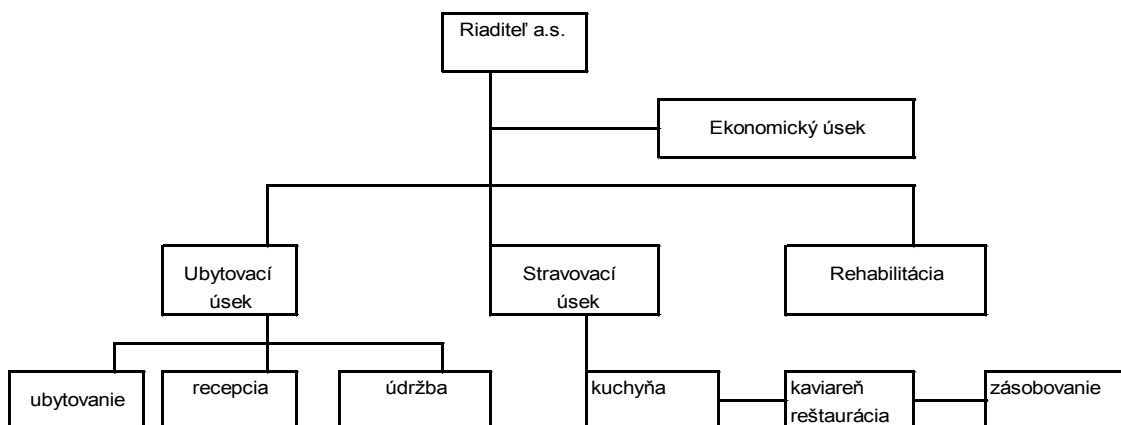 Riaditeľ a.s.
Ekonomický úsek
Ubytovací
úsek
Stravovací
úsek
Rehabilitácia
ubytovanie
recepcia
údržba
kuchyňa
kaviareň
reštaurácia
zásobovanie